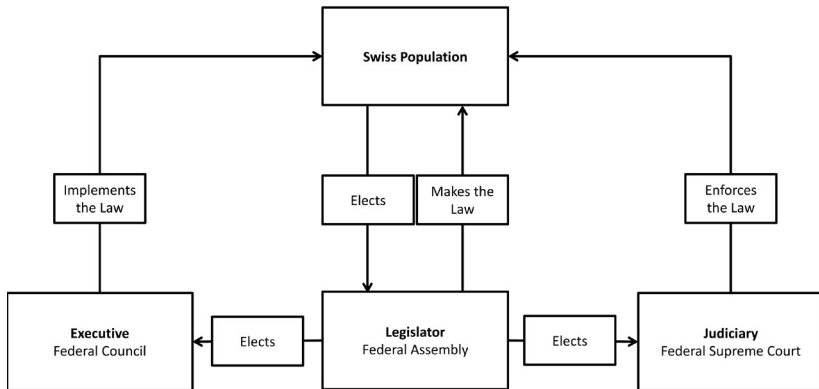 Swiss Population
Implements
the Law
Elects
Makes the
Law
Enforces
the Law
Executive
Federal Council
Elects
Legislator
Federal Assembly
Elects
Judiciary
Federal Supreme Court